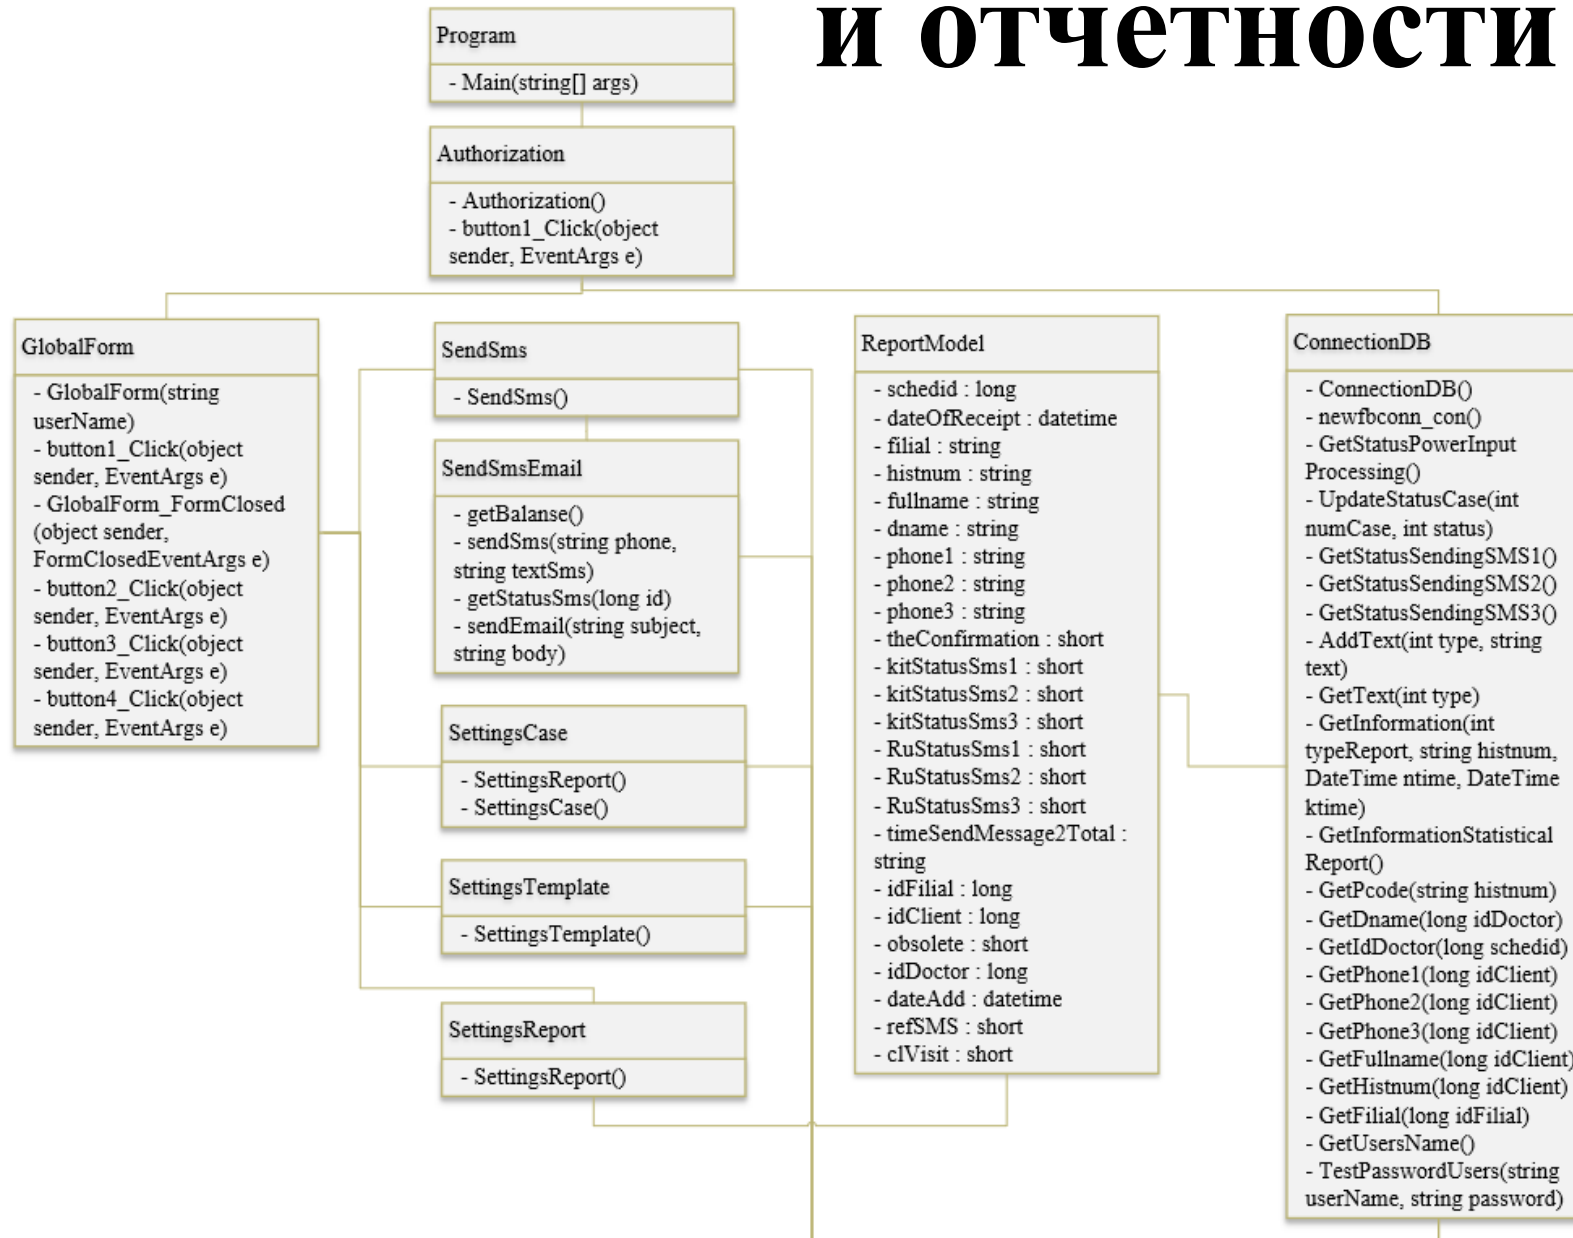 и отчетности
Program
- Main(string[] args)
Authorization
- Authorization()
- button1_Click(object
sender, EventArgs e)
GlobalForm
- GlobalForm(string
userName)
- button1_Click(object
sender, EventArgs e)
- GlobalForm_FormClosed
(object sender,
FormClosedEventArgs e)
- button2_Click(object
sender, EventArgs e)
- button3_Click(object
sender, EventArgs e)
- button4_Click(object
sender, EventArgs e)
SendSms
- SendSms()
SendSmsEmail
- getBalanse()
- sendSms(string phone,
string textSms)
- getStatusSms(long id)
- sendEmail(string subject,
string body)
SettingsCase
- SettingsReport()
- SettingsCase()
SettingsTemplate
- SettingsTemplate()
SettingsReport
- SettingsReport()
ReportModel
- schedid : long
- dateOfReceipt : datetime
- filial : string
- histnum : string
- fullname : string
- dname : string
- phone1 : string
- phone2 : string
- phone3 : string
- theConfirmation : short
- kitStatusSms1 : short
- kitStatusSms2 : short
- kitStatusSms3 : short
- RuStatusSms1 : short
- RuStatusSms2 : short
- RuStatusSms3 : short
- timeSendMessage2Total :
string
- idFilial : long
- idClient : long
- obsolete : short
- idDoctor : long
- dateAdd : datetime
- refSMS : short
- clVisit : short
ConnectionDB
- ConnectionDB()
- newfbconn_con()
- GetStatusPowerInput
Processing()
- UpdateStatusCase(int
numCase, int status)
- GetStatusSendingSMS1()
- GetStatusSendingSMS2()
- GetStatusSendingSMS3()
- AddText(int type, string
text)
- GetText(int type)
- GetInformation(int
typeReport, string histnum,
DateTime ntime, DateTime
ktime)
- GetInformationStatistical
Report()
- GetPcode(string histnum)
- GetDname(long idDoctor)
- GetIdDoctor(long schedid)
- GetPhone1(long idClient)
- GetPhone2(long idClient)
- GetPhone3(long idClient)
- GetFullname(long idClient)
- GetHistnum(long idClient)
- GetFilial(long idFilial)
- GetUsersName()
- TestPasswordUsers(string
userName, string password)